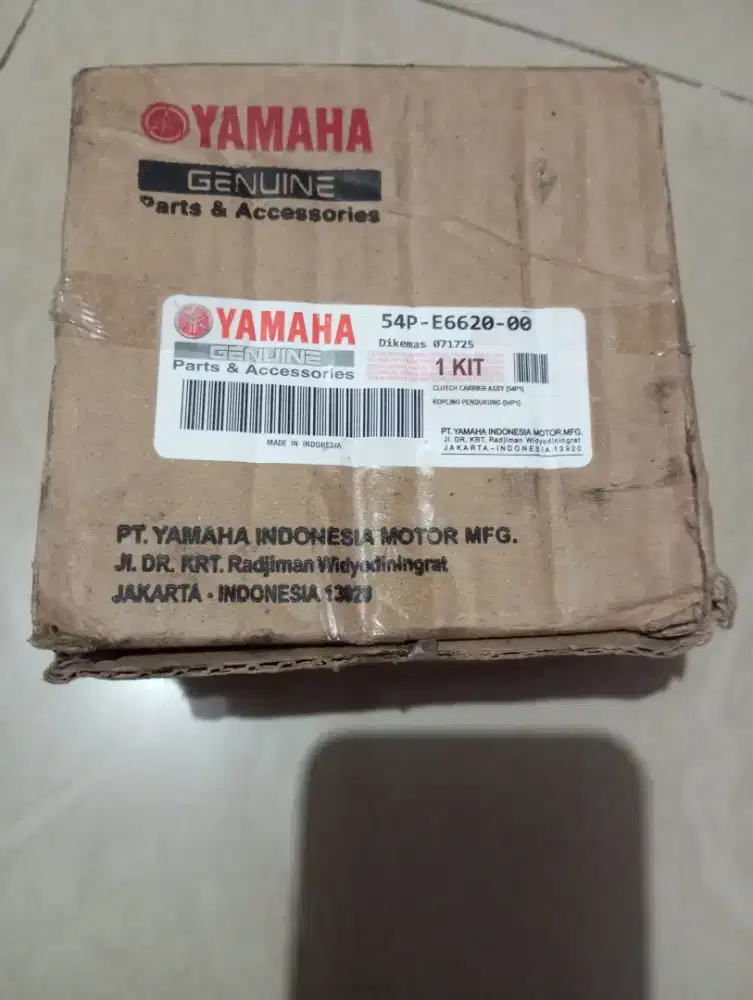 YAMAHA
GENUINE
Parts & Accessories
YAMAHA
GENUINE
Parts & Accessories
54P-E6620-00
Dikemas 071725
1 KIT
CLUTCH CARRIER ASSY (54P1)
KOPLING PENDUKUNG (54P1)
MADE IN INDONESIA
PT. YAMAHA INDONESIA MOTOR MFG.
Jl. DR. KRT. Radjiman Widyodiningrat
JAKARTA - INDONESIA 13920
PT. YAMAHA INDONESIA MOTOR MFG.
Jl. DR. KRT. Radjiman Widyodiningrat
JAKARTA - INDONESIA 13920